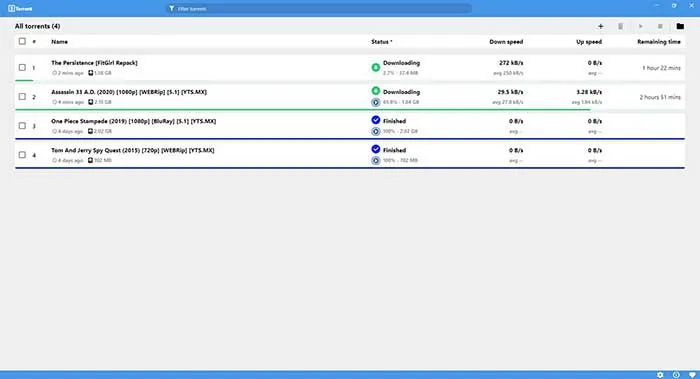 Torrent
Filter torrents
All torrents (4)
# Name Status Down speed Up speed Remaining time
1 The Persistence [FitGirl Repack] Downloading 272 kB/s 0 B/s 1 hour 22 mins
2 mins ago 1.38 GB 2.7% - 37.4 MB avg 250 kB/s avg --
2 Assassin 33 A.D. (2020) [1080p] [WEBRip] [5.1] [YTS.MX] Downloading 29.5 kB/s 3.28 kB/s 2 hours 51 mins
4 mins ago 2.15 GB 85.8% - 1.84 GB avg 27.8 kB/s avg 1.94 kB/s
3 One Piece Stampede (2019) [1080p] [BluRay] [5.1] [YTS.MX] Finished 0 B/s 0 B/s
4 days ago 2.02 GB 100% - 2.02 GB avg -- avg --
4 Tom And Jerry Spy Quest (2015) [720p] [WEBRip] [YTS.MX] Finished 0 B/s 0 B/s
4 days ago 702 MB 100% - 702 MB avg -- avg --